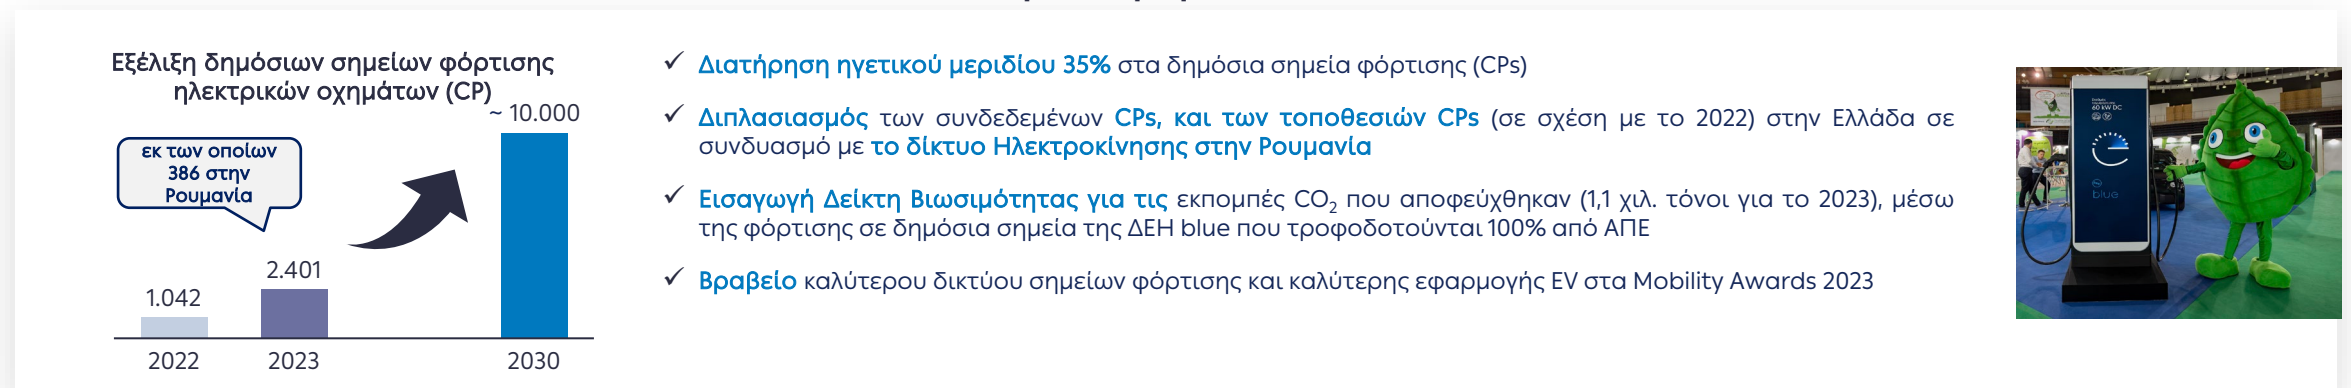 Εξέλιξη δημόσιων σημείων φόρτισης
ηλεκτρικών οχημάτων (CP)
~ 10.000
εκ των οποίων
386 στην
Ρουμανία
2.401
1.042
2022
2023
2030
✓ Διατήρηση ηγετικού μεριδίου 35% στα δημόσια σημεία φόρτισης (CPs)
✓ Διπλασιασμός των συνδεδεμένων CPs, και των τοποθεσιών CPs (σε σχέση με το 2022) στην Ελλάδα σε
συνδυασμό με το δίκτυο Ηλεκτροκίνησης στην Ρουμανία
✓ Εισαγωγή Δείκτη Βιωσιμότητας για τις εκπομπές CO₂ που αποφεύχθηκαν (1,1 χιλ. τόνοι για το 2023), μέσω
της φόρτισης σε δημόσια σημεία της ΔΕΗ blue που τροφοδοτούνται 100% από ΑΠΕ
✓ Βραβείο καλύτερου δικτύου σημείων φόρτισης και καλύτερης εφαρμογής EV στα Mobility Awards 2023
60 kW DC
blue